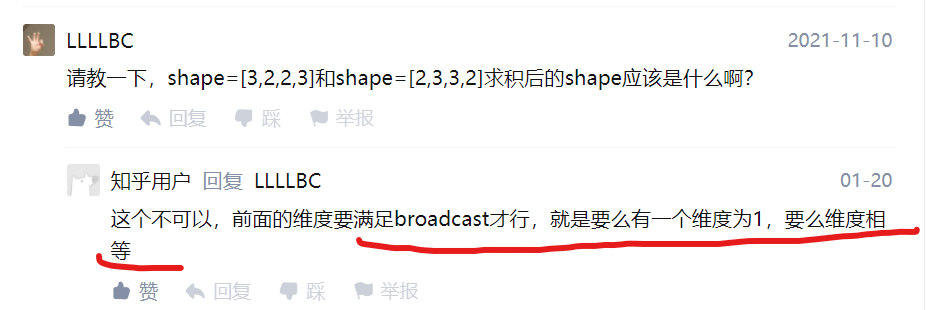 LLLLBC 2021-11-10
请教一下，shape=[3,2,2,3]和shape=[2,3,3,2]求积后的shape应该是什么啊？
赞 回复 踩 举报
知乎用户 回复 LLLLBC 01-20
这个不可以，前面的维度要满足broadcast才行，就是要么有一个维度为1，要么维度相
等
赞 回复 踩 举报